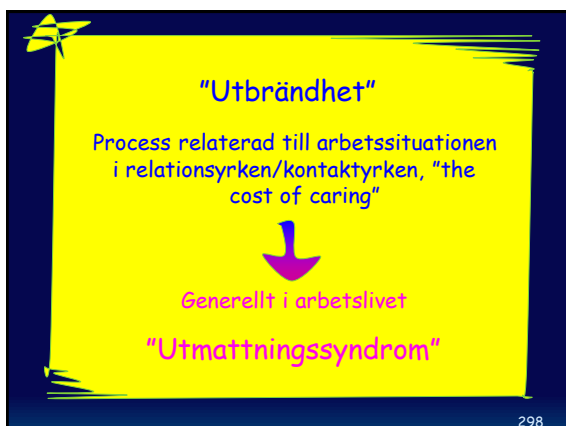 ”Utbrändhet”
Process relaterad till arbetssituationen
i relationsyrken/kontaktyrken, ”the
cost of caring”
Generellt i arbetslivet
”Utmattningssyndrom”
298